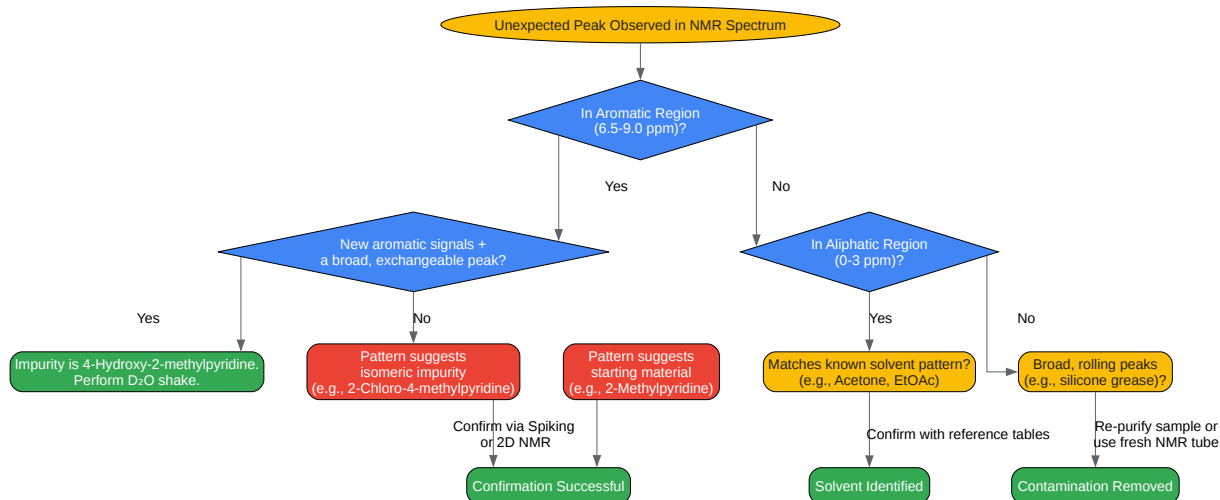 Unexpected Peak Observed in NMR Spectrum
In Aromatic Region
(6.5-9.0 ppm)?
Yes
No
New aromatic signals +
a broad, exchangeable peak?
In Aliphatic Region
(0-3 ppm)?
Yes
No
Yes
No
Impurity is 4-Hydroxy-2-methylpyridine.
Perform D₂O shake.
Pattern suggests
isomeric impurity
(e.g., 2-Chloro-4-methylpyridine)
Pattern suggests
starting material
(e.g., 2-Methylpyridine)
Matches known solvent pattern?
(e.g., Acetone, EtOAc)
Broad, rolling peaks
(e.g., silicone grease)?
Confirm via Spiking
or 2D NMR
Confirm with reference tables
Re-purify sample or
use fresh NMR tube
Confirmation Successful
Solvent Identified
Contamination Removed